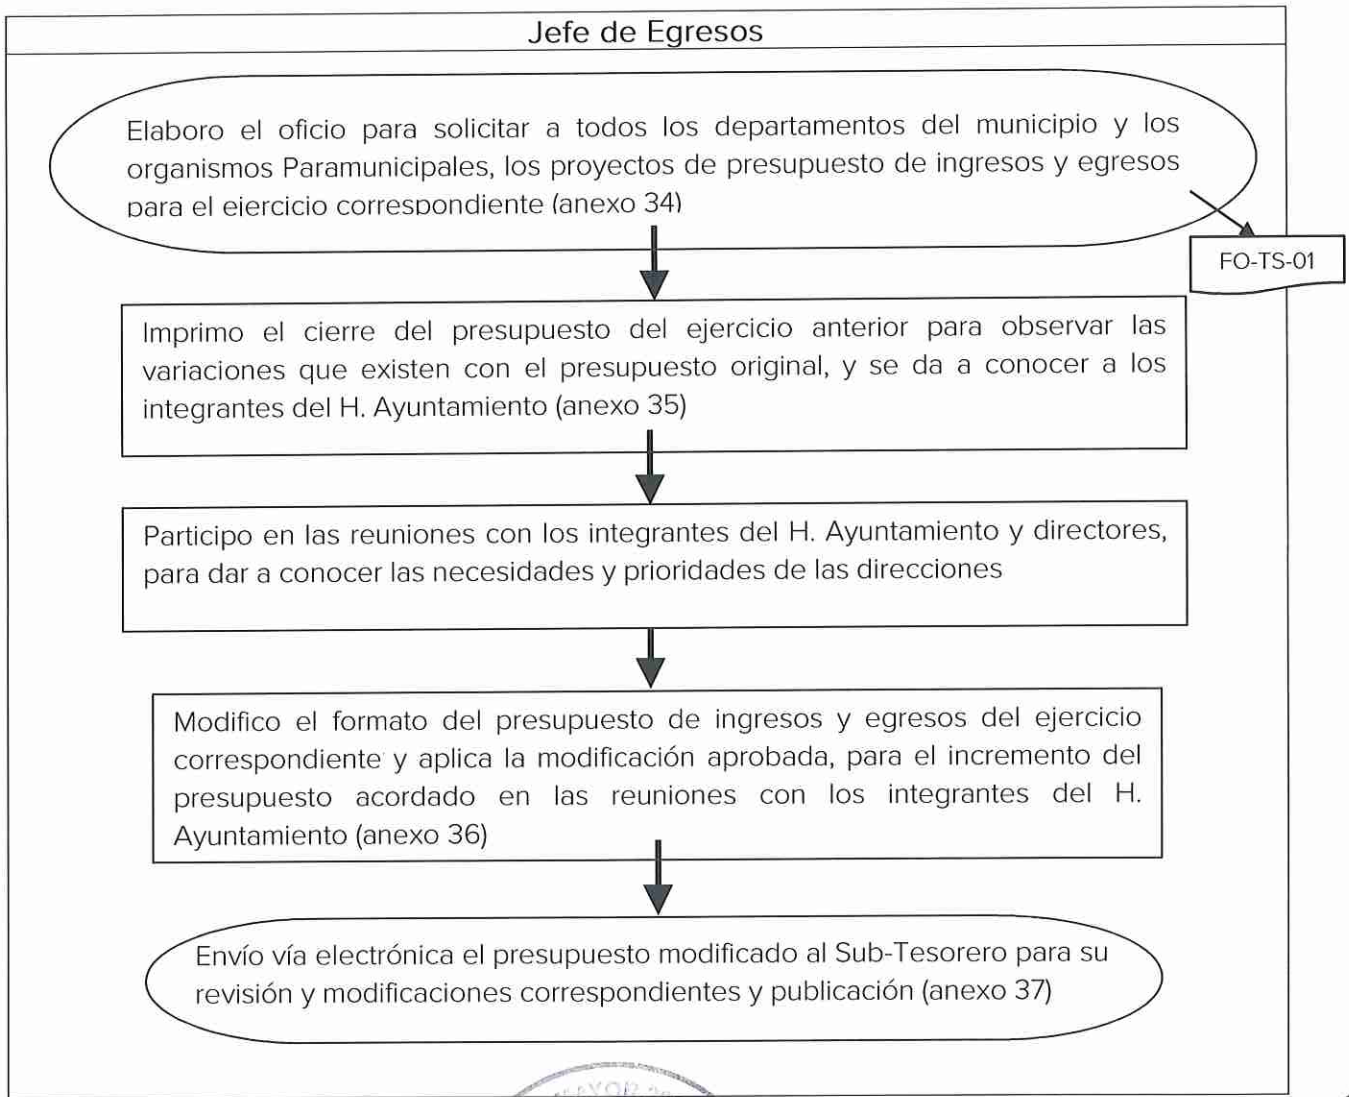 Jefe de Egresos
Elaboro el oficio para solicitar a todos los departamentos del municipio y los
organismos Paramunicipales, los proyectos de presupuesto de ingresos y egresos
para el ejercicio correspondiente (anexo 34)
FO-TS-01
Imprimo el cierre del presupuesto del ejercicio anterior para observar las
variaciones que existen con el presupuesto original, y se da a conocer a los
integrantes del H. Ayuntamiento (anexo 35)
Participo en las reuniones con los integrantes del H. Ayuntamiento y directores,
para dar a conocer las necesidades y prioridades de las direcciones
Modifico el formato del presupuesto de ingresos y egresos del ejercicio
correspondiente y aplica la modificación aprobada, para el incremento del
presupuesto acordado en las reuniones con los integrantes del H.
Ayuntamiento (anexo 36)
Envío vía electrónica el presupuesto modificado al Sub-Tesorero para su
revisión y modificaciones correspondientes y publicación (anexo 37)